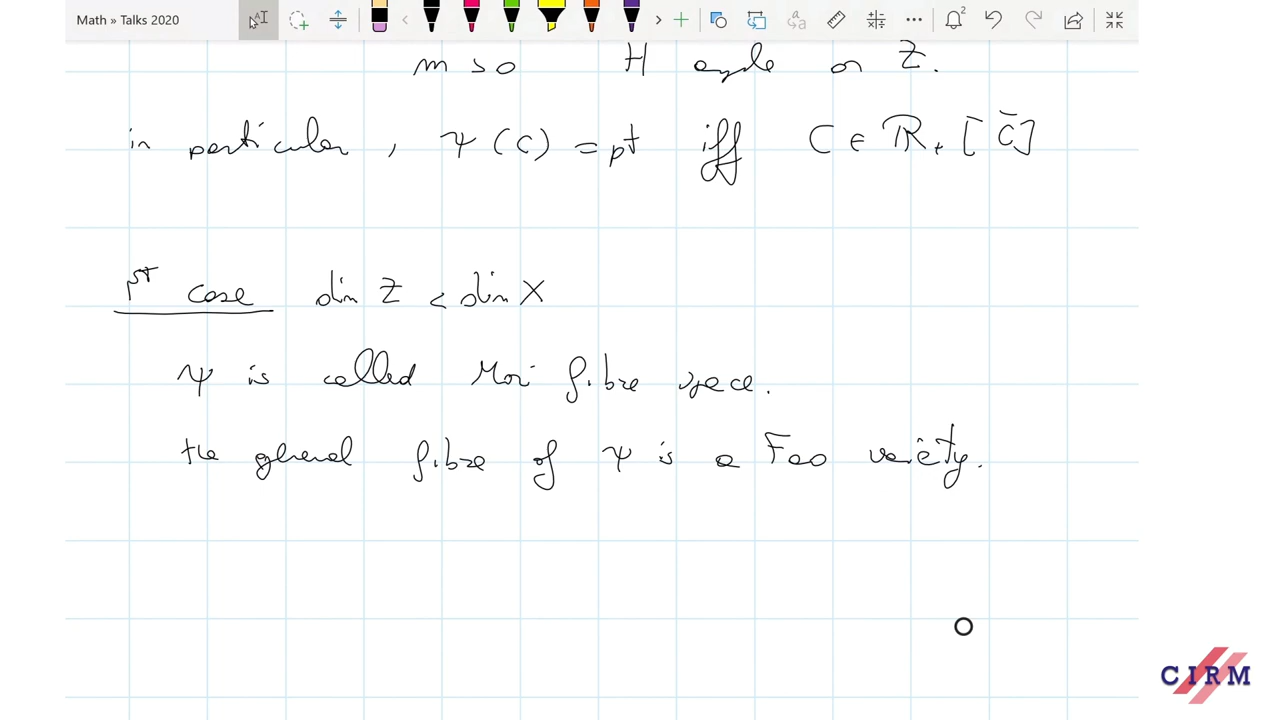 Math » Talks 2020
m >> 0 H ample on Z.
in particular, ψ(C) = pt iff C ∈ ℝ₊[C̄]
1ˢᵗ case dim Z < dim X
ψ is called Mori fibre space.
the general fibre of ψ is a Fano variety.
CIRM